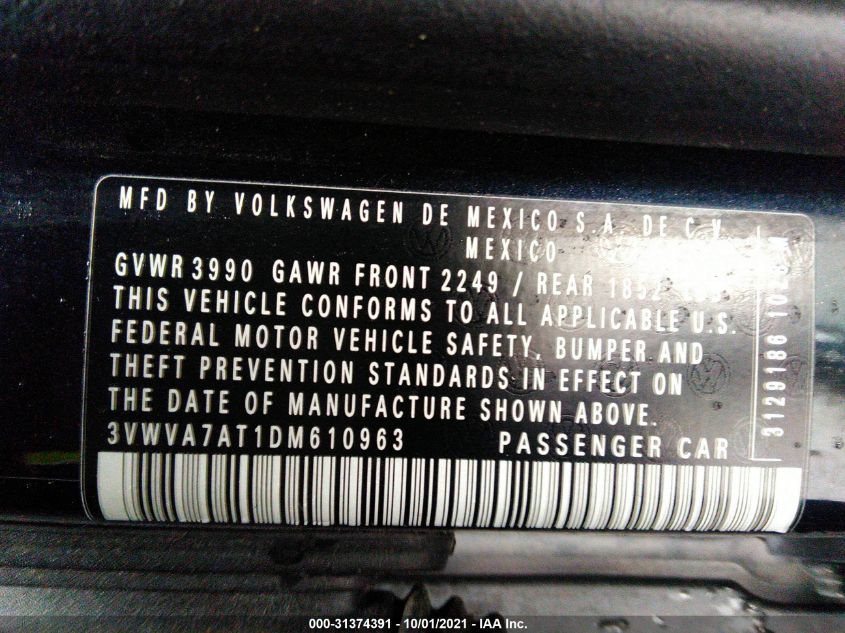 MFD BY VOLKSWAGEN DE MEXICO S.A. DE C.V.
MEXICO
GVWR 3990 GAWR FRONT 2249 / REAR 1852
THIS VEHICLE CONFORMS TO ALL APPLICABLE U.S.
FEDERAL MOTOR VEHICLE SAFETY, BUMPER AND
THEFT PREVENTION STANDARDS IN EFFECT ON
THE DATE OF MANUFACTURE SHOWN ABOVE.
3VWVA7AT1DM610963 PASSENGER CAR
3129186
000-31374391 - 10/01/2021 - IAA Inc.